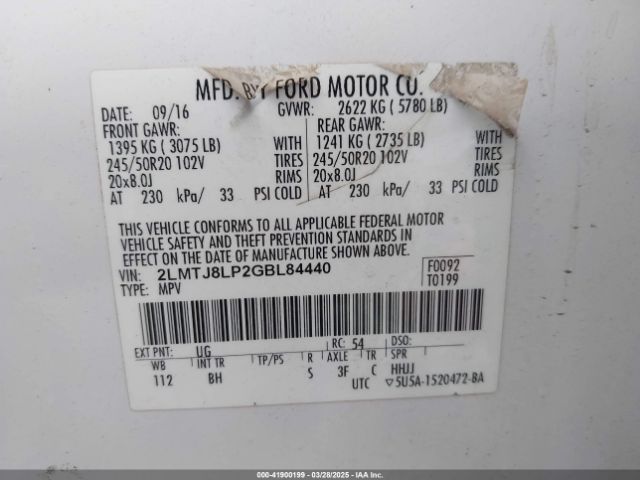 MFD. BY FORD MOTOR CO.
DATE: 09/16 GVWR: 2622 KG ( 5780 LB)
FRONT GAWR: REAR GAWR:
1395 KG ( 3075 LB) WITH 1241 KG ( 2735 LB) WITH
245/50R20 102V TIRES 245/50R20 102V TIRES
20x8.0J RIMS 20x8.0J RIMS
AT 230 kPa/ 33 PSI COLD AT 230 kPa/ 33 PSI COLD
THIS VEHICLE CONFORMS TO ALL APPLICABLE FEDERAL MOTOR
VEHICLE SAFETY AND THEFT PREVENTION STANDARDS IN
EFFECT ON THE DATE OF MANUFACTURE SHOWN ABOVE.
VIN: 2LMTJ8LP2GBL84440 F0092
TYPE: MPV T0199
EXT PNT: UG RC: 54 DSO:
WB INT TR TP/PS R AXLE TR SPR
112 BH S 3F C HHJJ
UTC 5U5A-1520472-BA
000-41900199 - 03/28/2025 - IAA Inc.